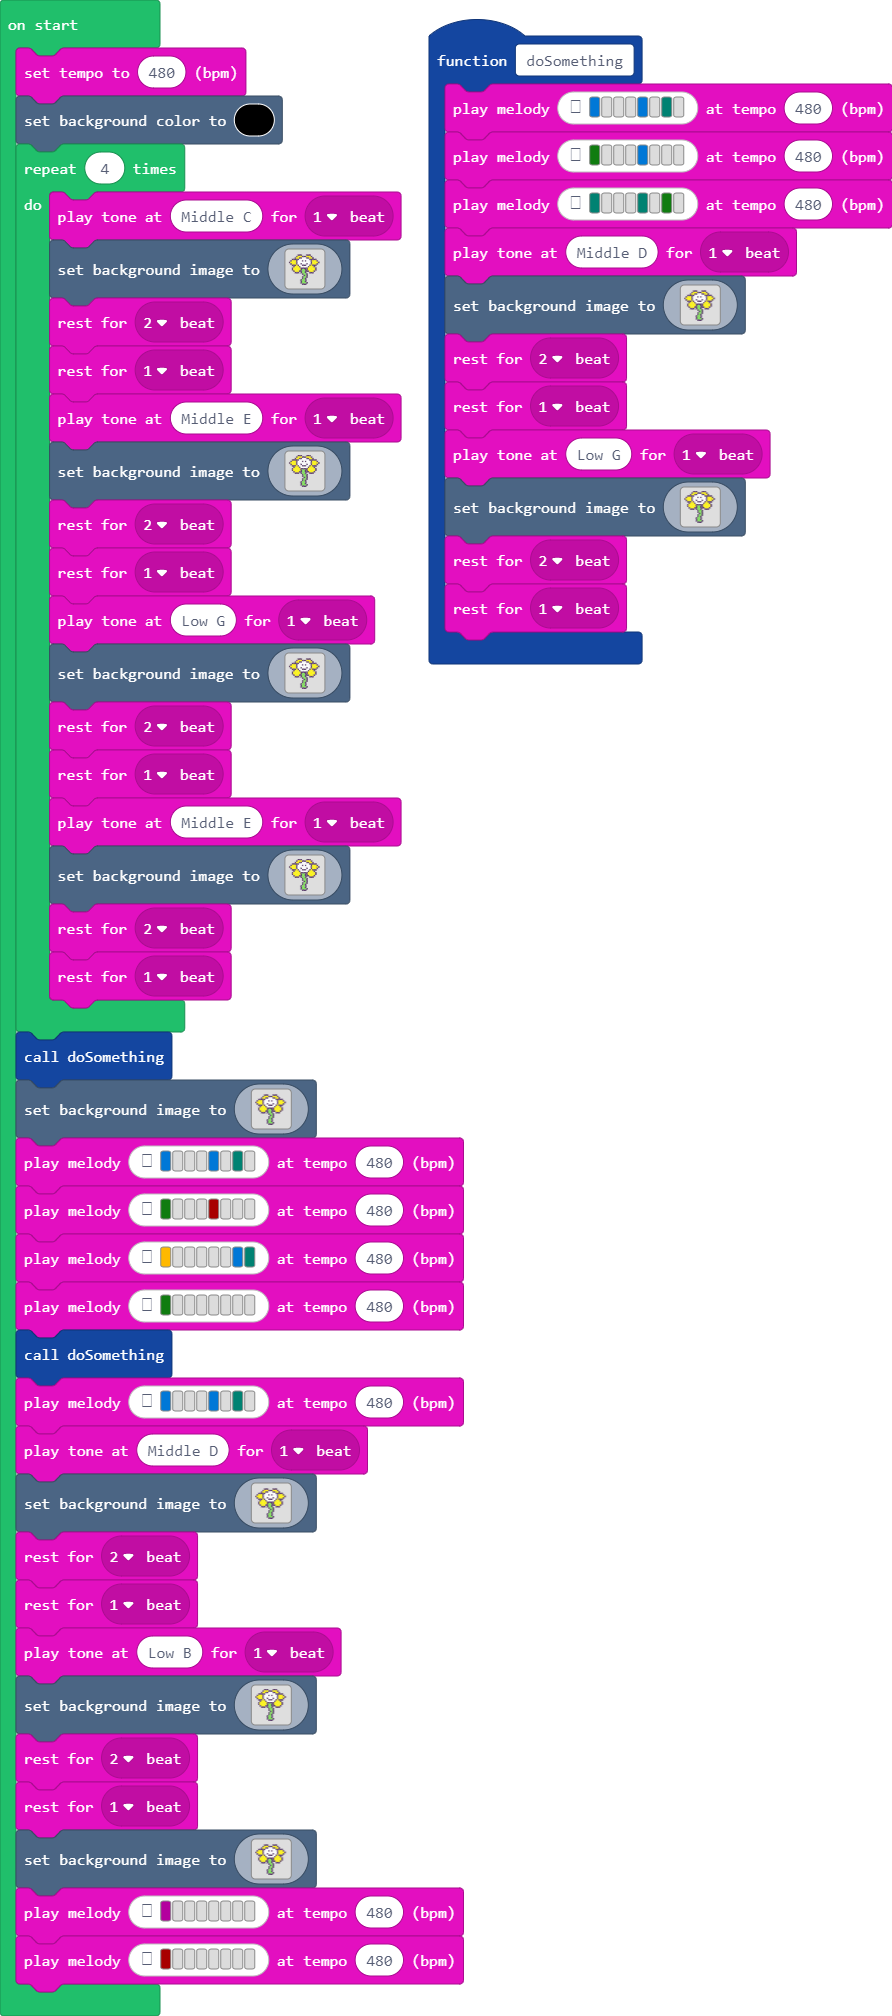 on start
set tempo to 480 (bpm)
set background color to
repeat 4 times
do
play tone at Middle C for 1 beat
set background image to
rest for 2 beat
rest for 1 beat
play tone at Middle E for 1 beat
set background image to
rest for 2 beat
rest for 1 beat
play tone at Low G for 1 beat
set background image to
rest for 2 beat
rest for 1 beat
play tone at Middle E for 1 beat
set background image to
rest for 2 beat
rest for 1 beat
call doSomething
set background image to
play melody at tempo 480 (bpm)
play melody at tempo 480 (bpm)
play melody at tempo 480 (bpm)
play melody at tempo 480 (bpm)
call doSomething
play melody at tempo 480 (bpm)
play tone at Middle D for 1 beat
set background image to
rest for 2 beat
rest for 1 beat
play tone at Low B for 1 beat
set background image to
rest for 2 beat
rest for 1 beat
set background image to
play melody at tempo 480 (bpm)
play melody at tempo 480 (bpm)
function doSomething
play melody at tempo 480 (bpm)
play melody at tempo 480 (bpm)
play melody at tempo 480 (bpm)
play tone at Middle D for 1 beat
set background image to
rest for 2 beat
rest for 1 beat
play tone at Low G for 1 beat
set background image to
rest for 2 beat
rest for 1 beat